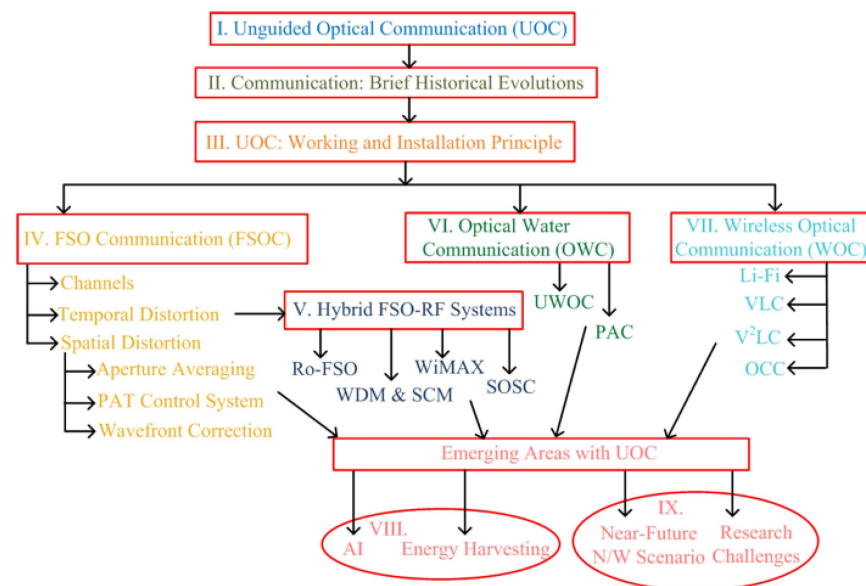 I. Unguided Optical Communication (UOC)
II. Communication: Brief Historical Evolutions
III. UOC: Working and Installation Principle
IV. FSO Communication (FSOC)
Channels
Temporal Distortion
Spatial Distortion
Aperture Averaging
PAT Control System
Wavefront Correction
V. Hybrid FSO-RF Systems
Ro-FSO
WDM & SCM
WiMAX
SOSC
VI. Optical Water
Communication (OWC)
UWOC
PAC
VII. Wireless Optical
Communication (WOC)
Li-Fi
VLC
V²LC
OCC
Emerging Areas with UOC
VIII.
AI
Energy Harvesting
IX.
Near-Future
N/W Scenario
Research
Challenges